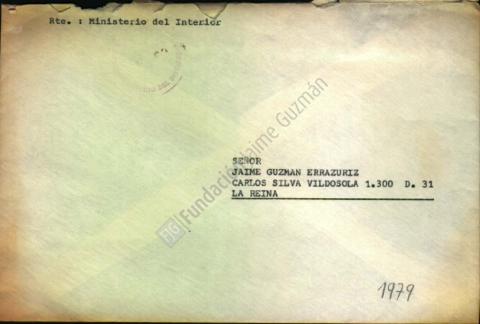 Rte. : Ministerio del Interior
SEÑOR
JAIME GUZMAN ERRAZURIZ
CARLOS SILVA VILDOSOLA 1.300 D. 31
LA REINA
FJG Fundación Jaime Guzmán
1979